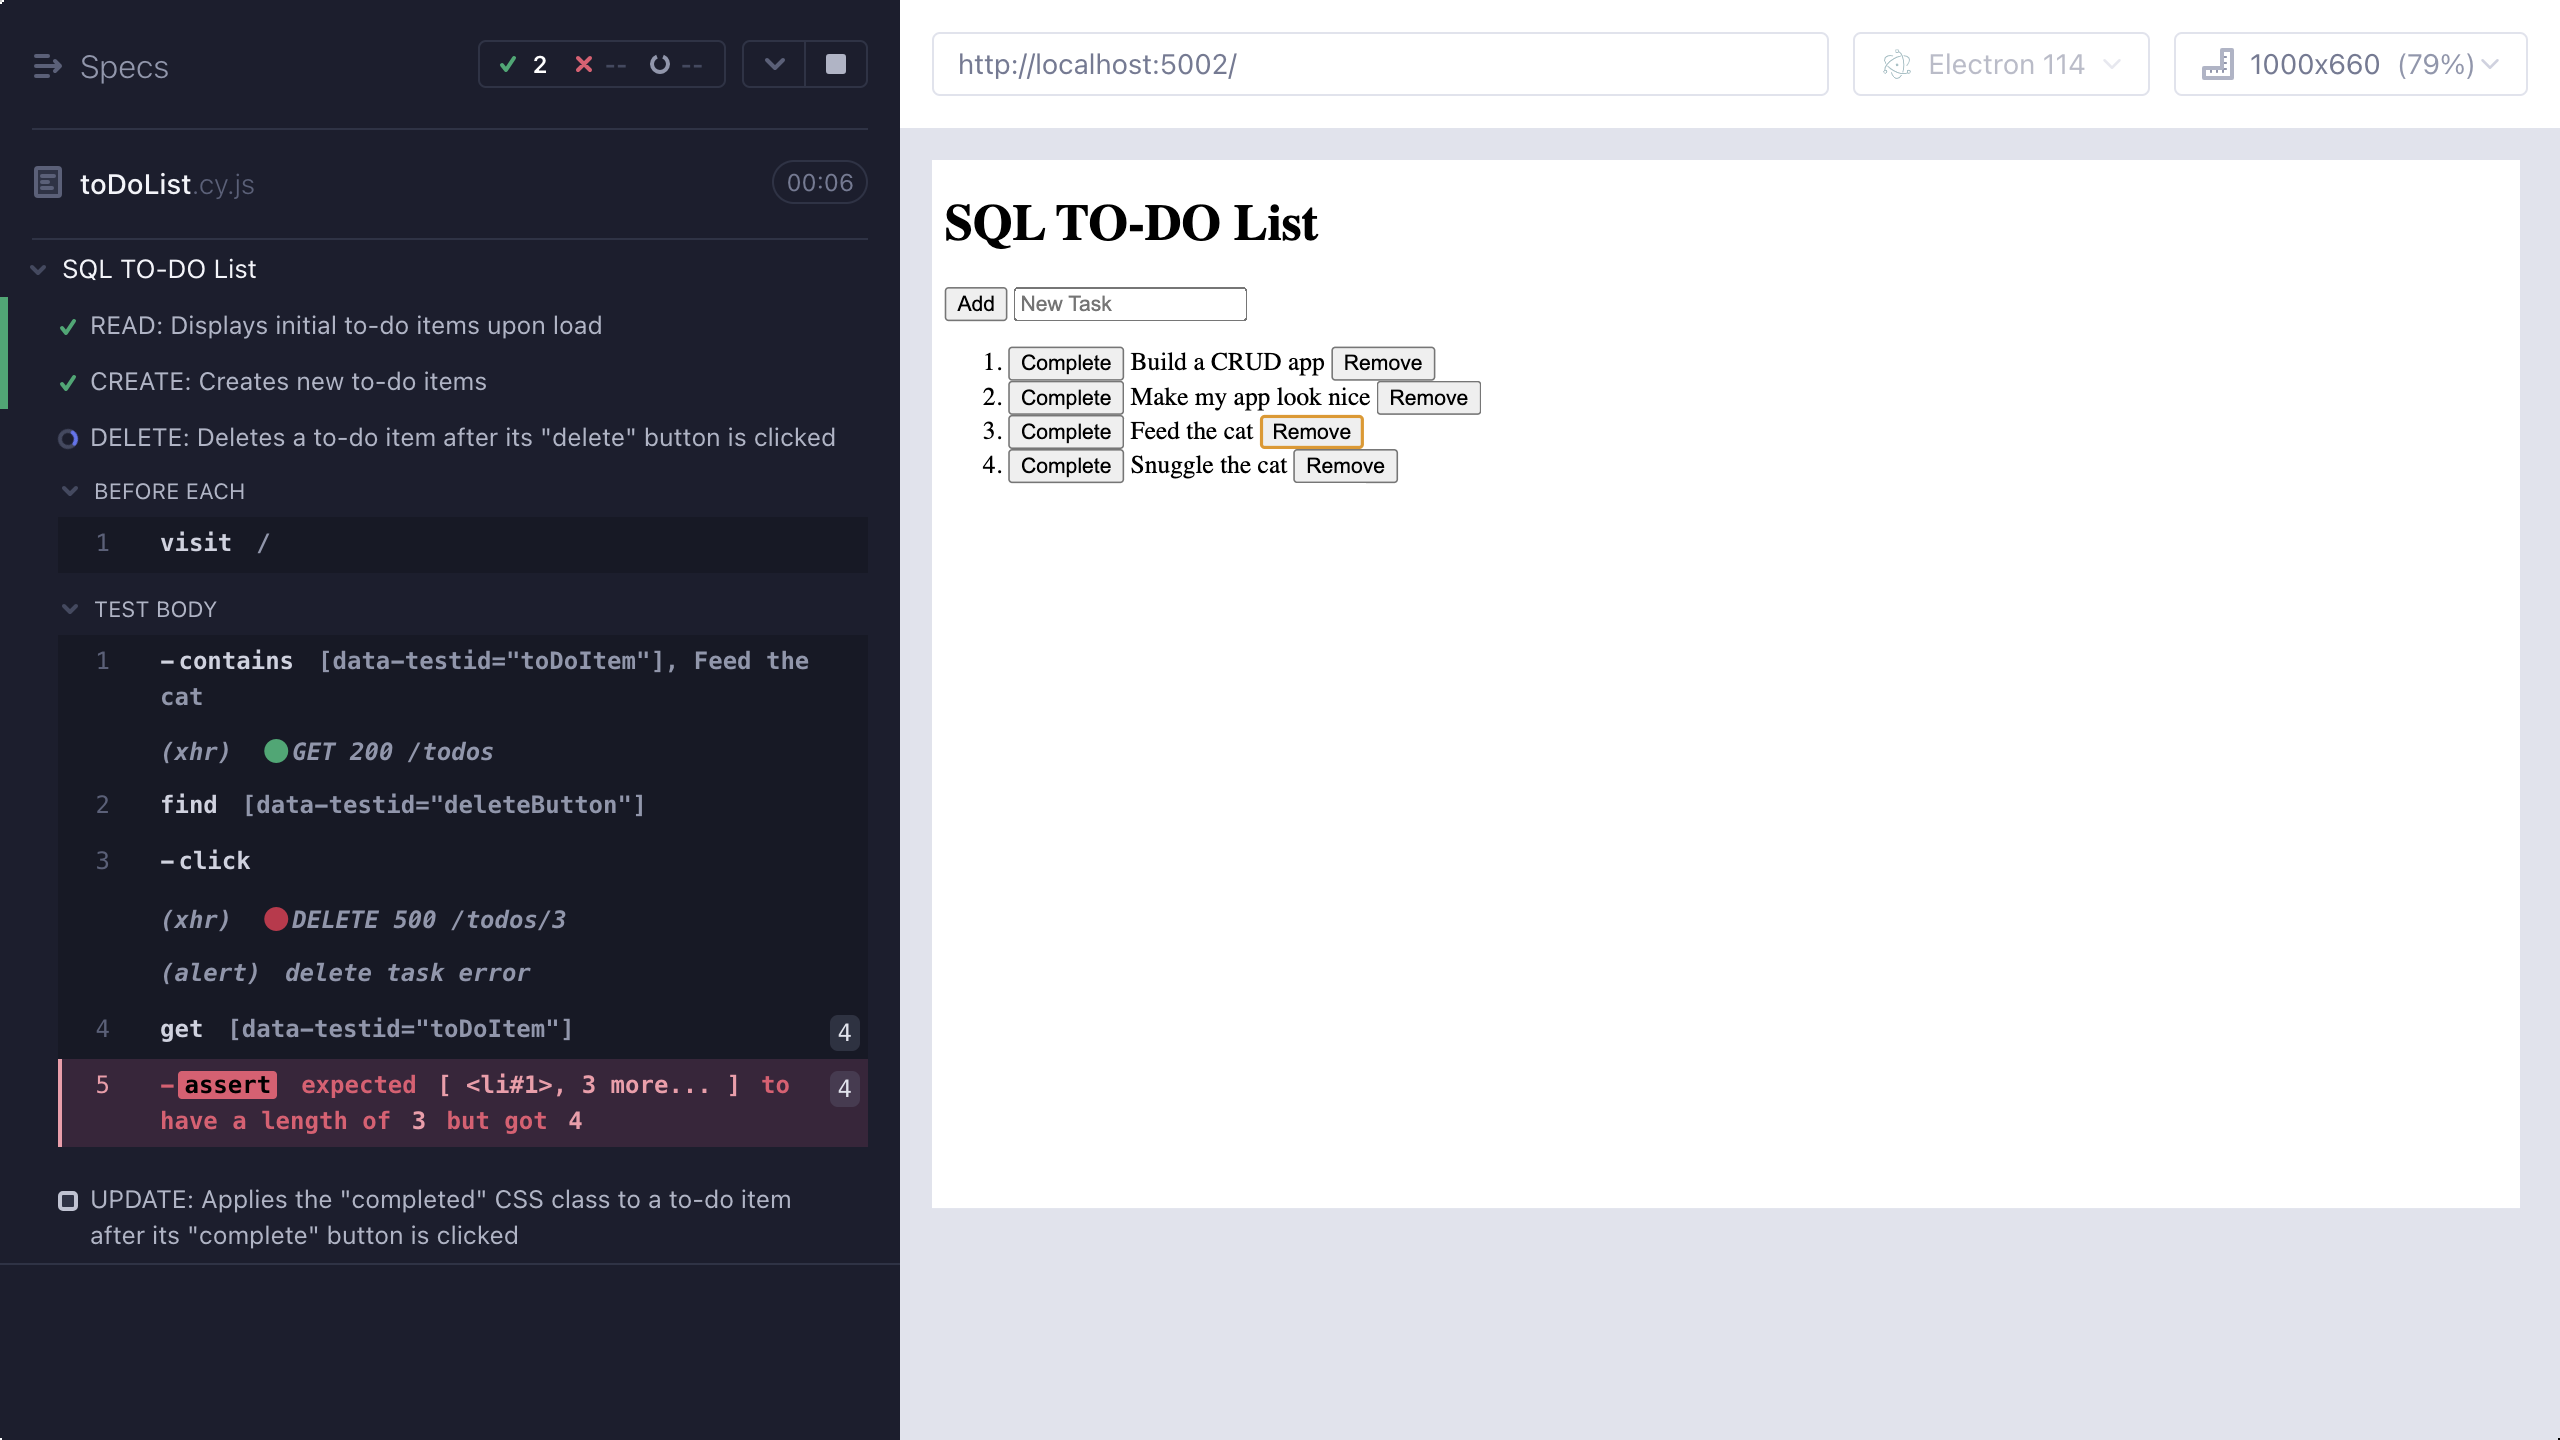 Specs
2 -- --
toDoList.cy.js
00:06
SQL TO-DO List
READ: Displays initial to-do items upon load
CREATE: Creates new to-do items
DELETE: Deletes a to-do item after its "delete" button is clicked
BEFORE EACH
1 visit /
TEST BODY
1 -contains [data-testid="toDoItem"], Feed the
cat
(xhr) GET 200 /todos
2 find [data-testid="deleteButton"]
3 -click
(xhr) DELETE 500 /todos/3
(alert) delete task error
4 get [data-testid="toDoItem"] 4
5 -assert expected [ <li#1>, 3 more... ] to 4
have a length of 3 but got 4
UPDATE: Applies the "completed" CSS class to a to-do item
after its "complete" button is clicked
http://localhost:5002/
Electron 114
1000x660 (79%)
SQL TO-DO List
Add New Task
1. Complete Build a CRUD app Remove
2. Complete Make my app look nice Remove
3. Complete Feed the cat Remove
4. Complete Snuggle the cat Remove